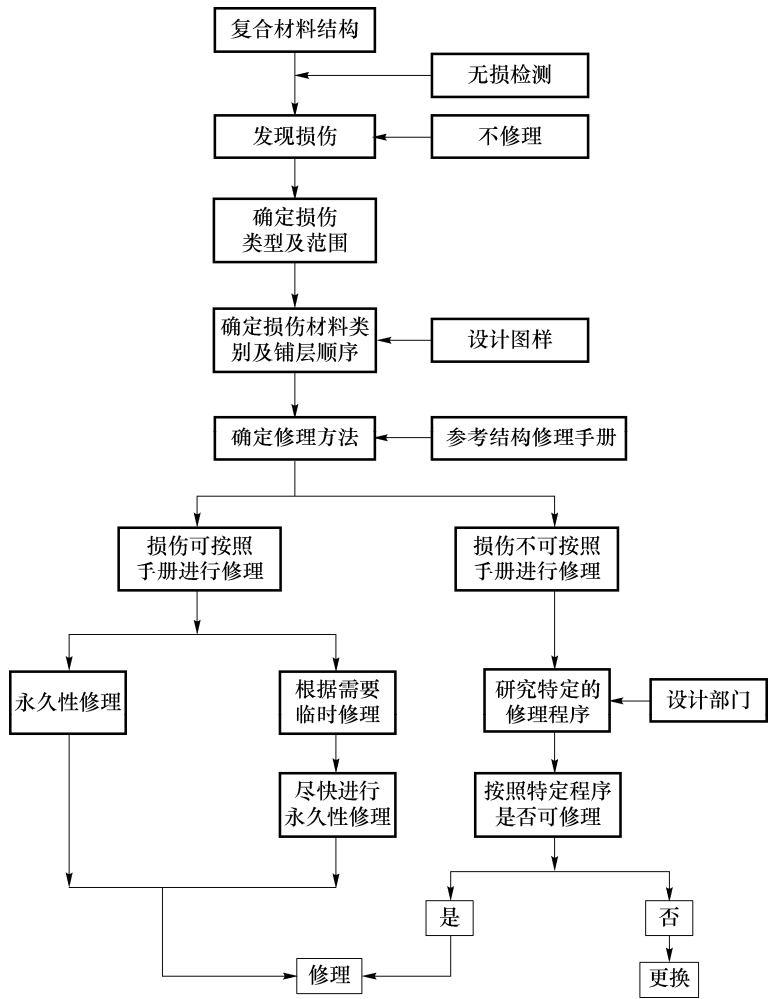 复合材料结构
无损检测
发现损伤
不修理
确定损伤
类型及范围
确定损伤材料类
别及铺层顺序
设计图样
确定修理方法
参考结构修理手册
损伤可按照
手册进行修理
损伤不可按照
手册进行修理
永久性修理
根据需要
临时修理
研究特定的
修理程序
设计部门
尽快进行
永久性修理
按照特定程序
是否可修理
是
否
修理
更换